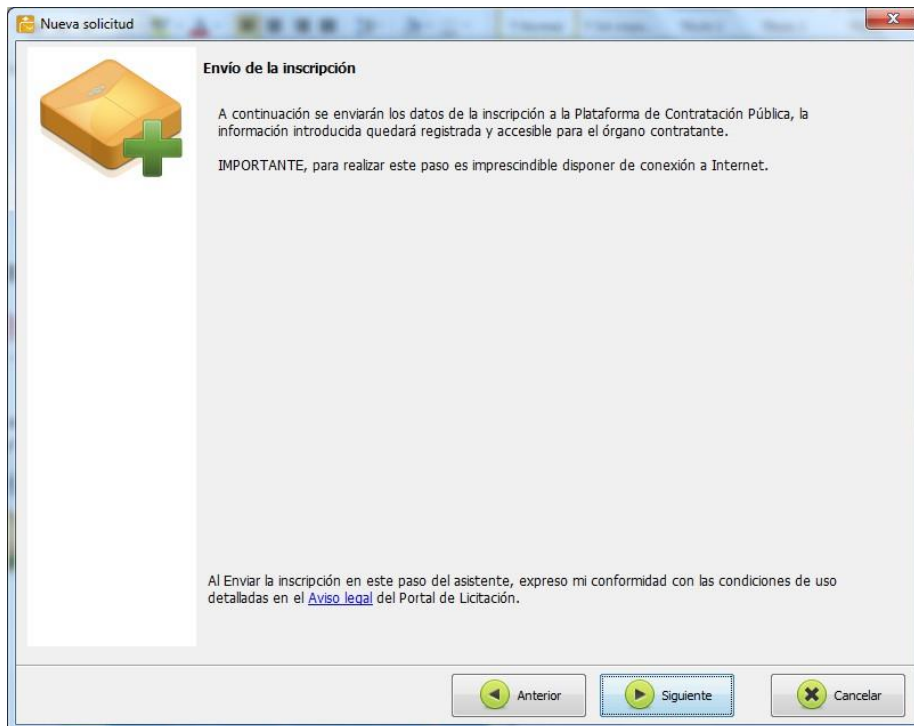 Nueva solicitud
Envío de la inscripción
A continuación se enviarán los datos de la inscripción a la Plataforma de Contratación Pública, la
información introducida quedará registrada y accesible para el órgano contratante.
IMPORTANTE, para realizar este paso es imprescindible disponer de conexión a Internet.
Al Enviar la inscripción en este paso del asistente, expreso mi conformidad con las condiciones de uso
detalladas en el Aviso legal del Portal de Licitación.
Anterior
Siguiente
Cancelar